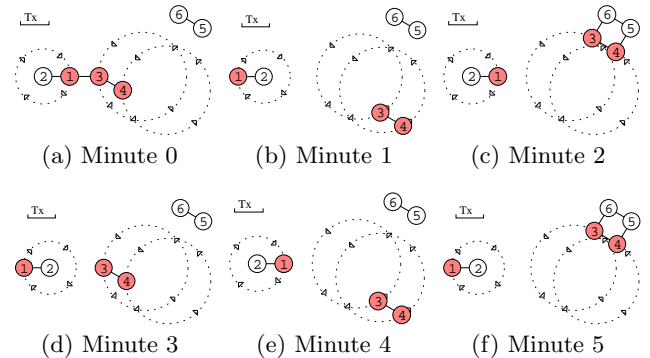 Tx 6 5
2 1 3 4
(a) Minute 0
Tx 6 5
1 2 3 4
(b) Minute 1
Tx 6 5
3 4
2 1
(c) Minute 2
Tx 6 5
1 2 3 4
(d) Minute 3
Tx 6 5
2 1 3 4
(e) Minute 4
Tx 6 5
3 4
1 2
(f) Minute 5